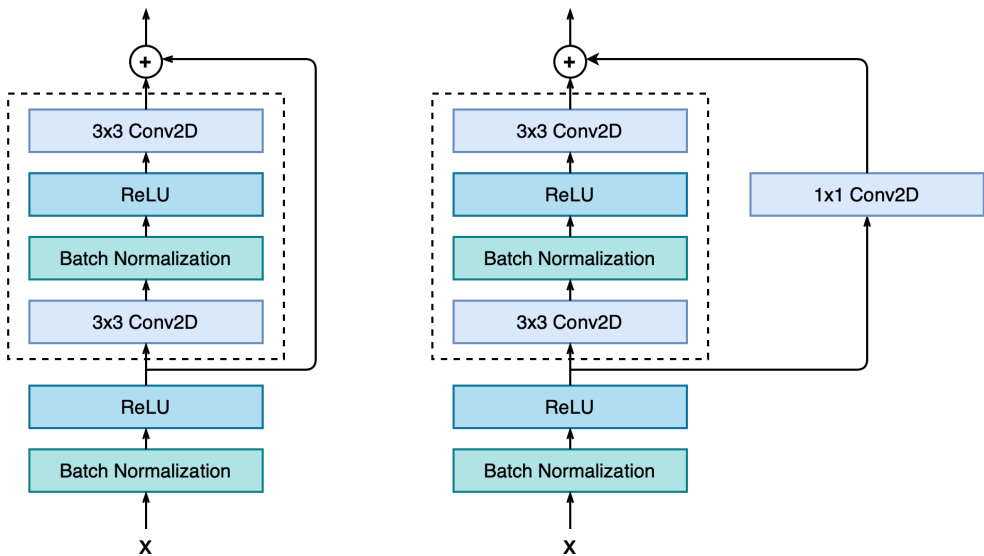 +
3x3 Conv2D
ReLU
Batch Normalization
3x3 Conv2D
ReLU
Batch Normalization
X
+
3x3 Conv2D
ReLU
1x1 Conv2D
Batch Normalization
3x3 Conv2D
ReLU
Batch Normalization
X